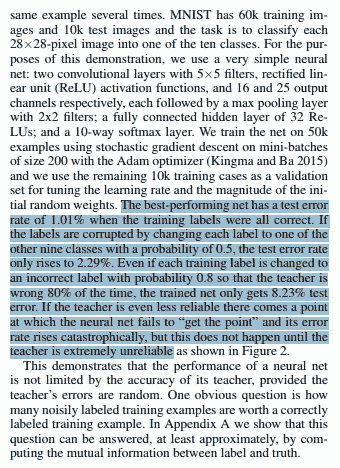 same example several times. MNIST has 60k training im-
ages and 10k test images and the task is to classify each
28×28-pixel image into one of the ten classes. For the pur-
poses of this demonstration, we use a very simple neural
net: two convolutional layers with 5×5 filters, rectified lin-
ear unit (ReLU) activation functions, and 16 and 25 output
channels respectively, each followed by a max pooling layer
with 2x2 filters; a fully connected hidden layer of 32 Re-
LUs; and a 10-way softmax layer. We train the net on 50k
examples using stochastic gradient descent on mini-batches
of size 200 with the Adam optimizer (Kingma and Ba 2015)
and we use the remaining 10k training cases as a validation
set for tuning the learning rate and the magnitude of the ini-
tial random weights. The best-performing net has a test error
rate of 1.01% when the training labels were all correct. If
the labels are corrupted by changing each label to one of the
other nine classes with a probability of 0.5, the test error rate
only rises to 2.29%. Even if each training label is changed to
an incorrect label with probability 0.8 so that the teacher is
wrong 80% of the time, the trained net only gets 8.23% test
error. If the teacher is even less reliable there comes a point
at which the neural net fails to “get the point” and its error
rate rises catastrophically, but this does not happen until the
teacher is extremely unreliable as shown in Figure 2.
This demonstrates that the performance of a neural net
is not limited by the accuracy of its teacher, provided the
teacher's errors are random. One obvious question is how
many noisily labeled training examples are worth a correctly
labeled training example. In Appendix A we show that this
question can be answered, at least approximately, by com-
puting the mutual information between label and truth.